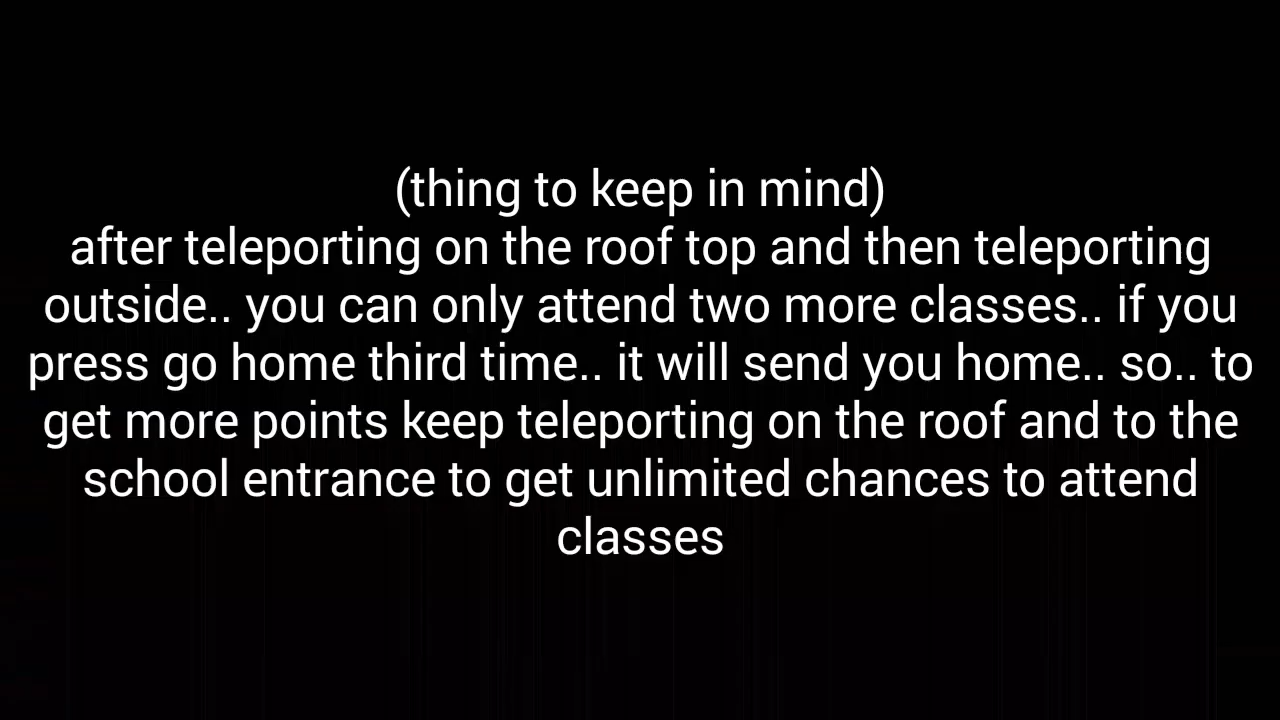 (thing to keep in mind)
after teleporting on the roof top and then teleporting
outside.. you can only attend two more classes.. if you
press go home third time.. it will send you home.. so.. to
get more points keep teleporting on the roof and to the
school entrance to get unlimited chances to attend
classes